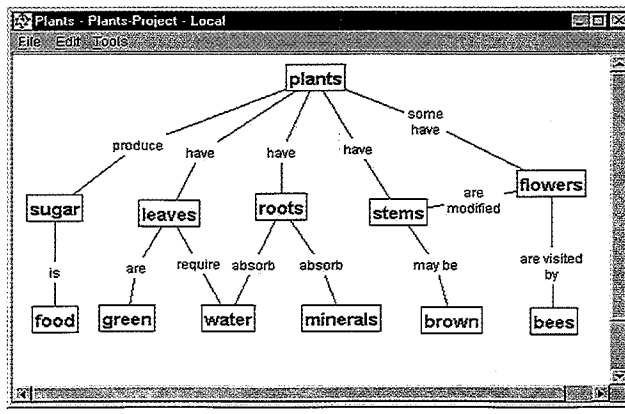 Plants - Plants-Project - Local
File Edit Tools
plants
some
have
produce
have
have
have
sugar
leaves
roots
stems
are
modified
flowers
is
are
require
absorb
absorb
may be
are visited
by
food
green
water
minerals
brown
bees